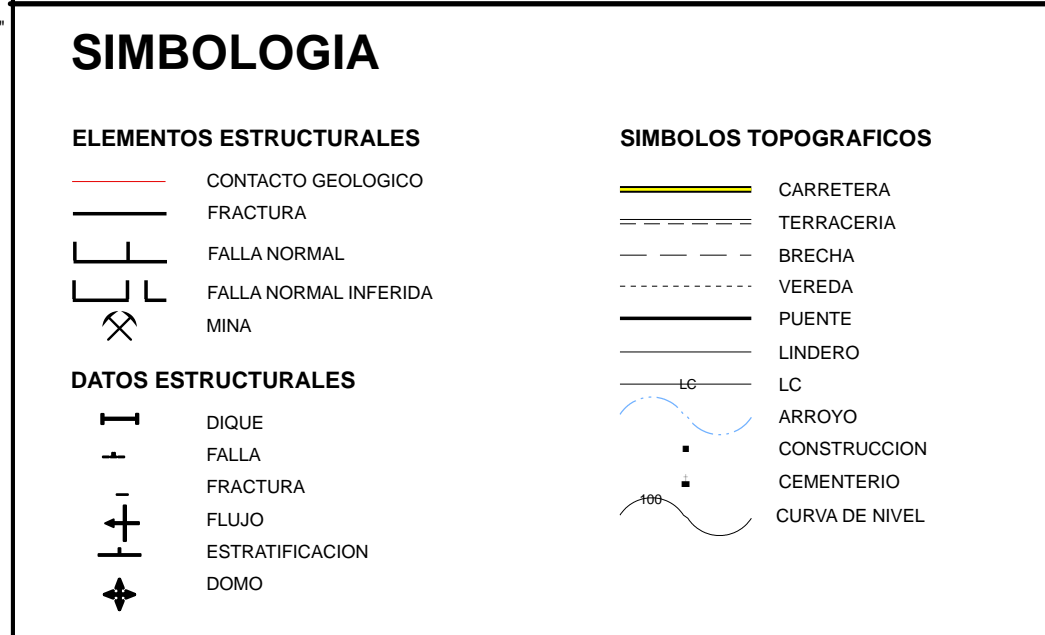 SIMBOLOGIA
ELEMENTOS ESTRUCTURALES
CONTACTO GEOLOGICO
FRACTURA
FALLA NORMAL
FALLA NORMAL INFERIDA
MINA
DATOS ESTRUCTURALES
DIQUE
FALLA
FRACTURA
FLUJO
ESTRATIFICACION
DOMO
SIMBOLOS TOPOGRAFICOS
CARRETERA
TERRACERIA
BRECHA
VEREDA
PUENTE
LINDERO
LC LC
ARROYO
CONSTRUCCION
CEMENTERIO
100 CURVA DE NIVEL